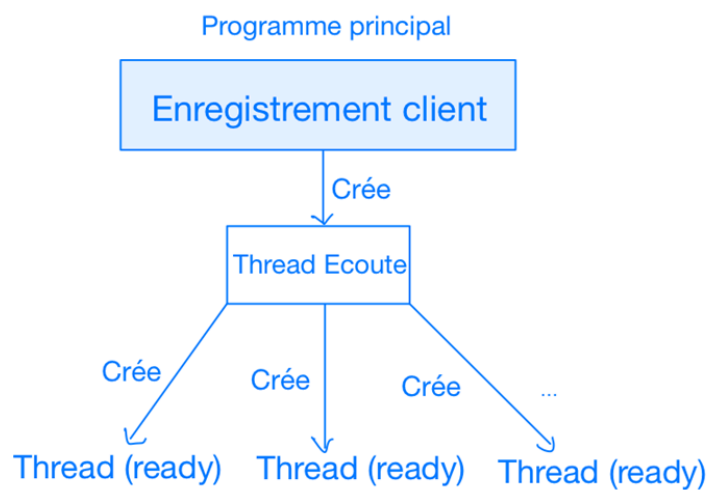 Programme principal
Enregistrement client
Crée
Thread Ecoute
Crée
Crée
Crée
...
Thread (ready)
Thread (ready)
Thread (ready)